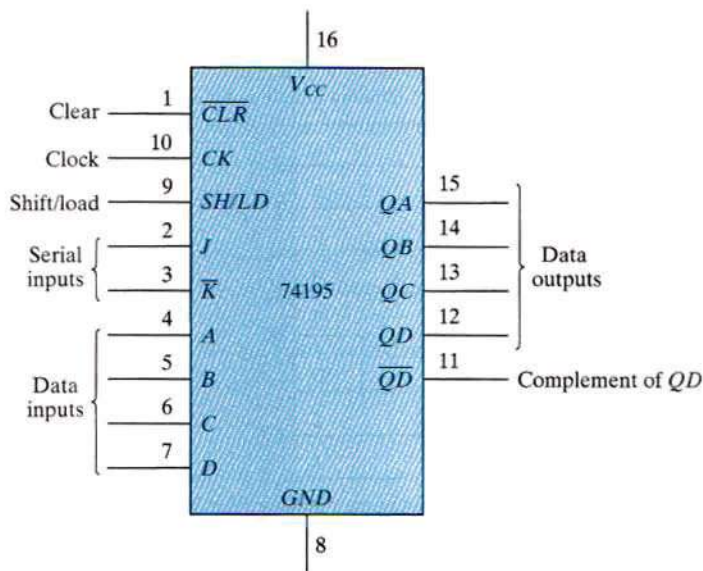 16
V_CC
Clear 1 C̅L̅R̅
Clock 10 CK
Shift/load 9 SH/LD
Serial inputs
2 J
3 K̅
74195
Data inputs
4 A
5 B
6 C
7 D
QA 15
QB 14
QC 13
QD 12
Data outputs
Q̅D̅ 11 Complement of QD
GND
8